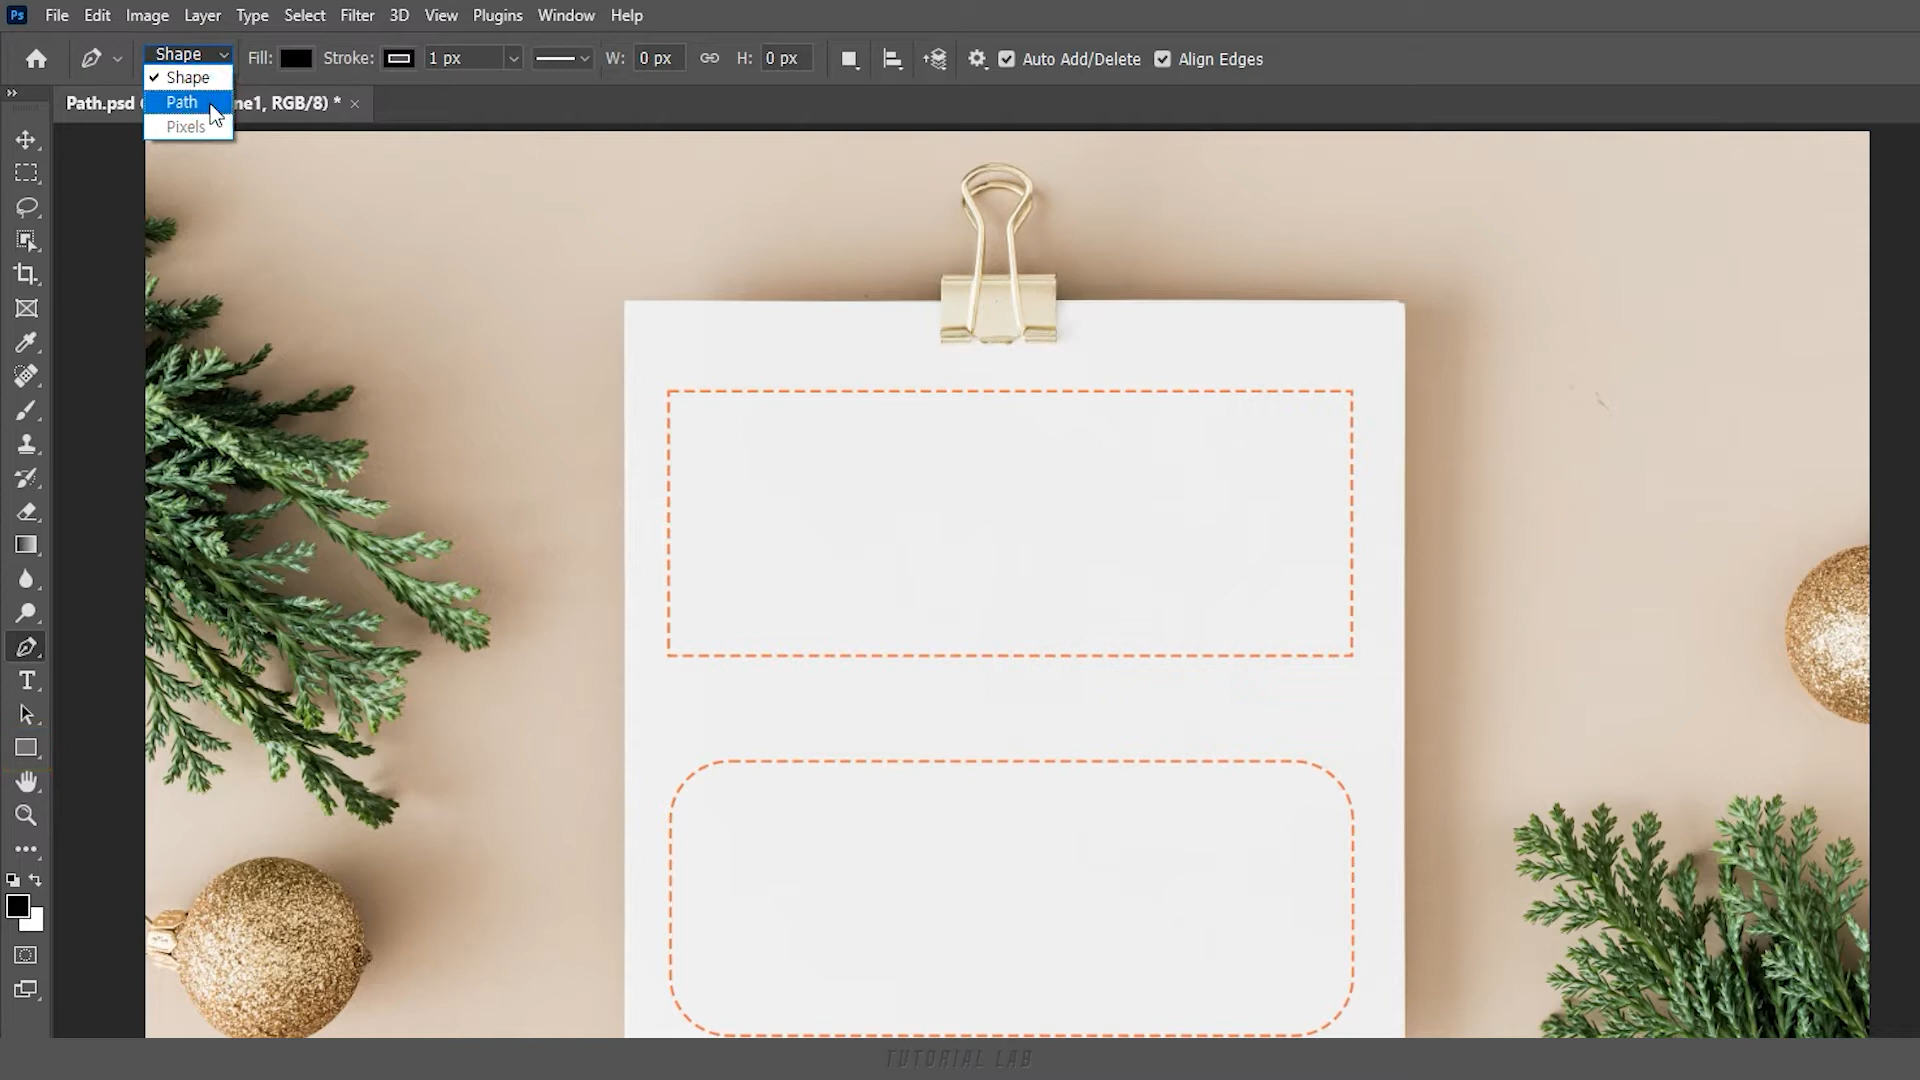 Ps File Edit Image Layer Type Select Filter 3D View Plugins Window Help
Shape Fill: Stroke: 1 px W: 0 px H: 0 px Auto Add/Delete Align Edges
Shape
Path
Pixels
Path.psd ne1, RGB/8) *
T
TUTORIAL LAB